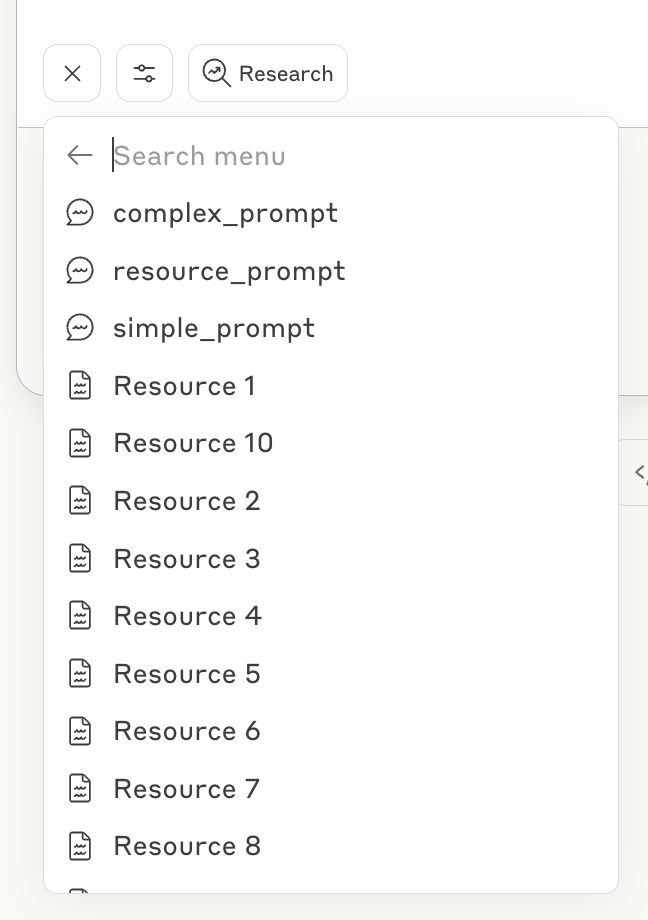 Research
Search menu
complex_prompt
resource_prompt
simple_prompt
Resource 1
Resource 10
Resource 2
Resource 3
Resource 4
Resource 5
Resource 6
Resource 7
Resource 8